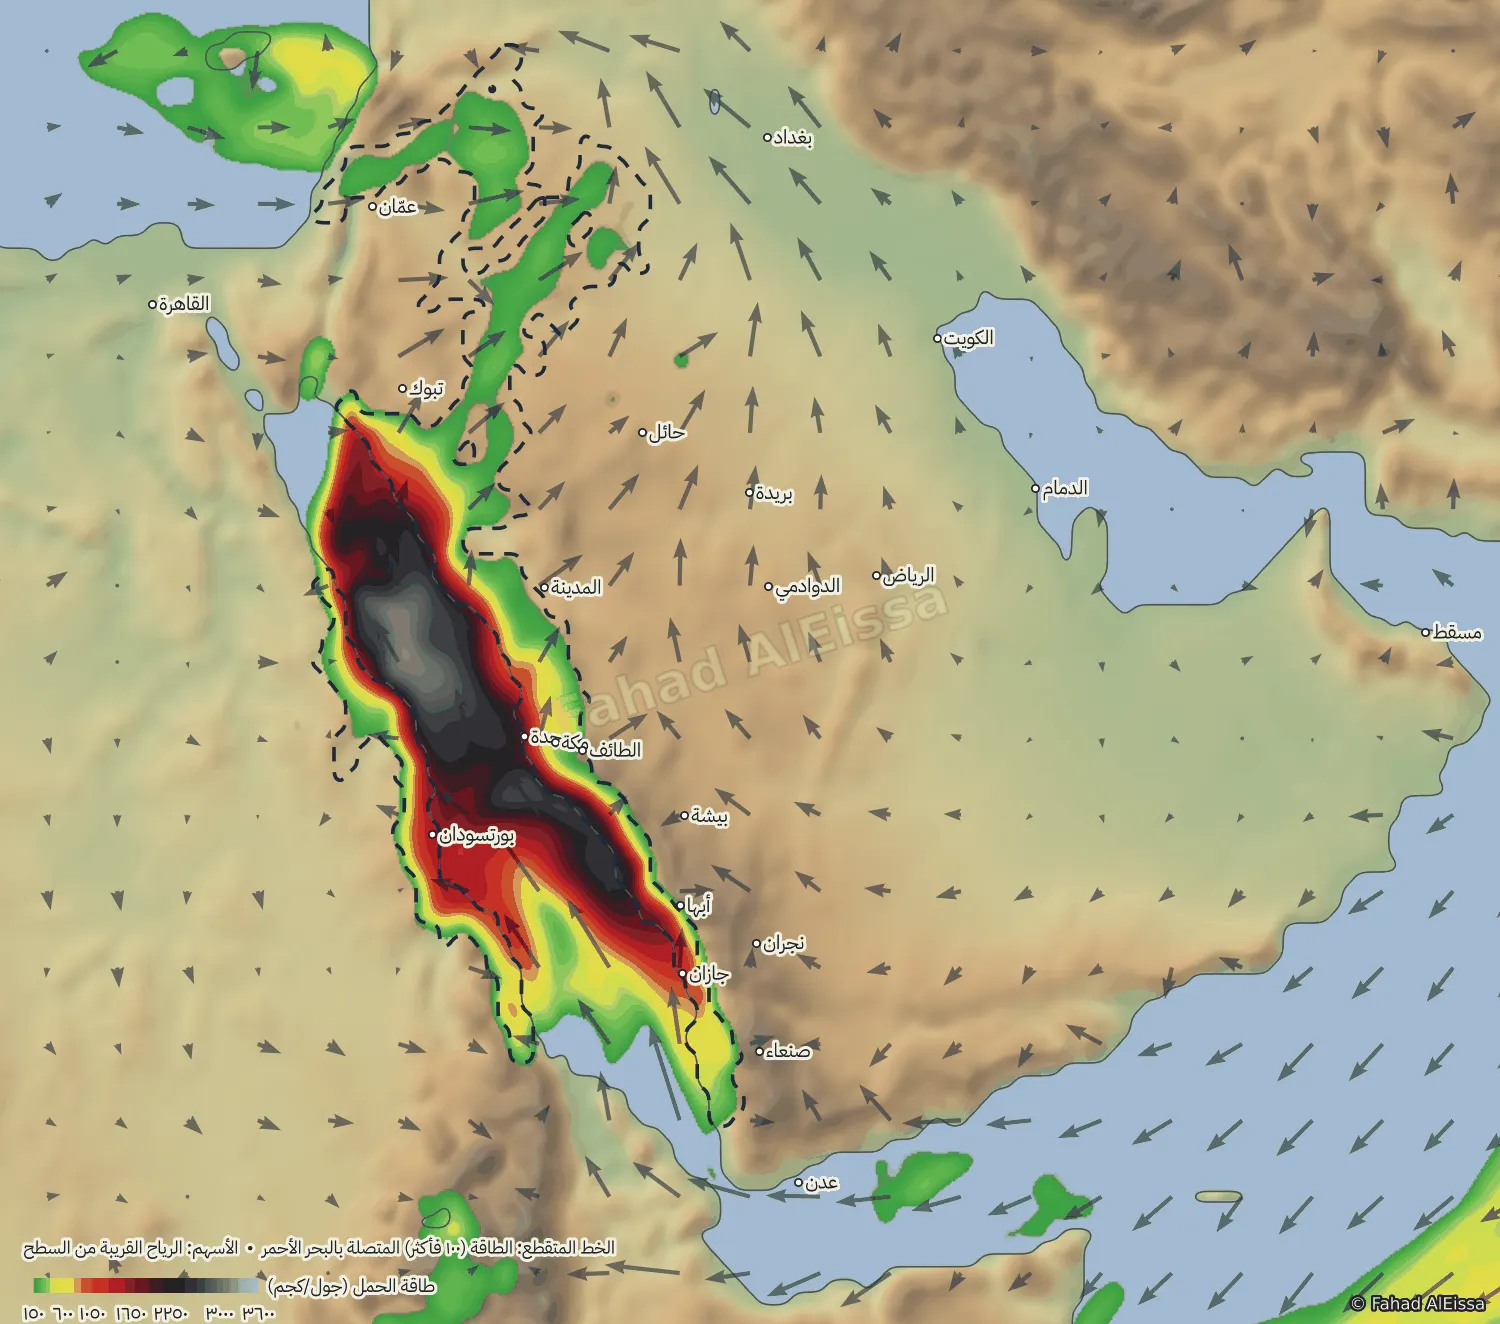 بغداد
عمّان
القاهرة
الكويت
تبوك
حائل
الدمام
بريدة
الرياض
الدوادمي
المدينة
مسقط
Fahad AlEissa
جدة
مكة
الطائف
بيشة
بورتسودان
أبها
نجران
جازان
صنعاء
عدن
الخط المتقطع: الطاقة (١٠٠ فأكثر) المتصلة بالبحر الأحمر • الأسهم: الرياح القريبة من السطح
طاقة الحمل (جول/كجم)
١٥٠ ٦٠٠ ١٠٥٠ ١٦٥٠ ٢٢٥٠ ٣٠٠٠ ٣٦٠٠
© Fahad AlEissa